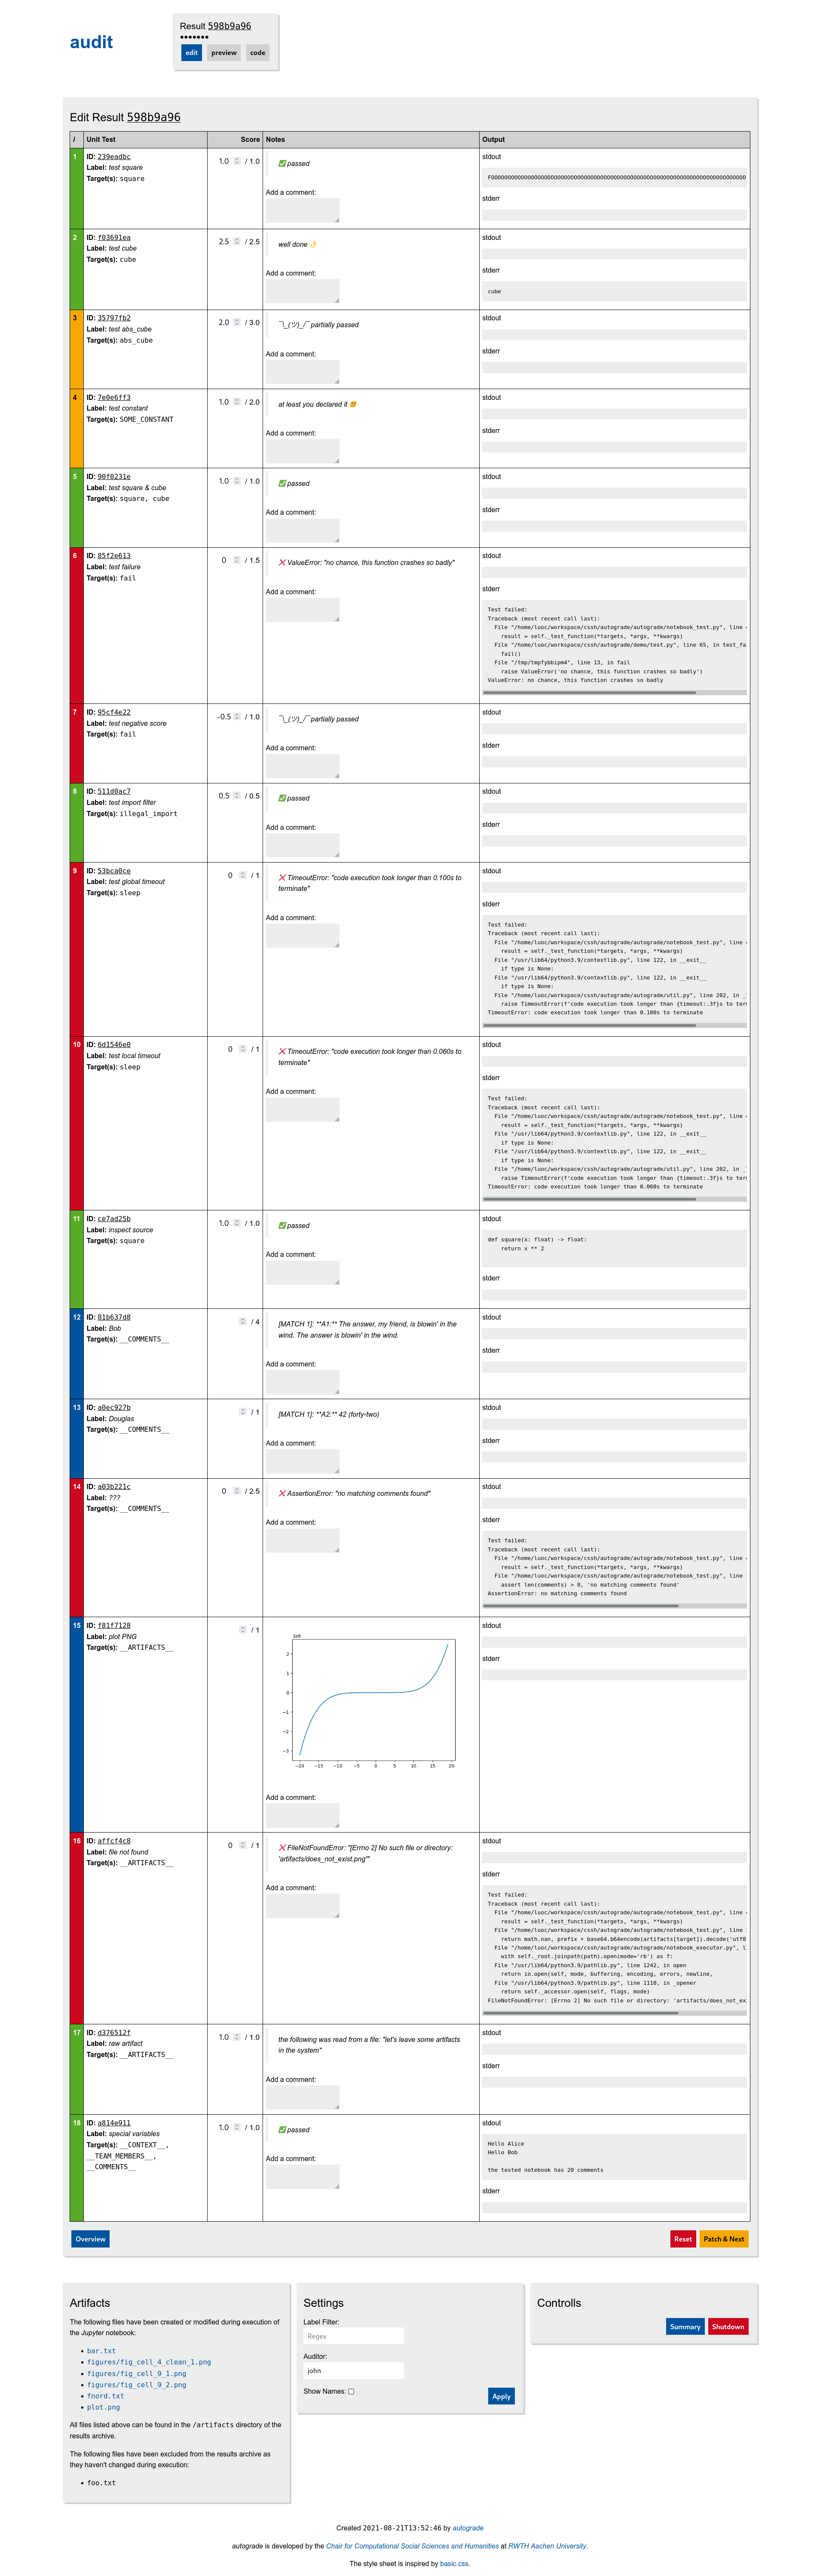 audit
Result 598b9a96
•••••••
edit preview code
Edit Result 598b9a96
i Unit Test Score Notes Output
1 ID: 239eadbc
Label: test square
Target(s): square
1.0 / 1.0
✅ passed
Add a comment:
stdout
stderr
2 ID: f03691ea
Label: test cube
Target(s): cube
2.5 / 2.5
well done 👌
Add a comment:
stdout
stderr
cube
3 ID: 35797fb2
Label: test abs_cube
Target(s): abs_cube
2.0 / 3.0
¯\_(ツ)_/¯ partially passed
Add a comment:
stdout
stderr
4 ID: 7e0e6ff3
Label: test constant
Target(s): SOME_CONSTANT
1.0 / 2.0
at least you declared it
Add a comment:
stdout
stderr
5 ID: 90f0231e
Label: test square & cube
Target(s): square, cube
1.0 / 1.0
✅ passed
Add a comment:
stdout
stderr
6 ID: 85f2e613
Label: test failure
Target(s): fail
0 / 1.5
❌ ValueError: "no chance, this function crashes so badly"
Add a comment:
stdout
stderr
Test failed:
Traceback (most recent call last):
File "/home/luoc/workspace/cssh/autograde/autograde/notebook_test.py", line
result = self._test_function(*targets, *args, **kwargs)
File "/home/luoc/workspace/cssh/autograde/demo/test.py", line 65, in test_fa
fail()
File "/tmp/tmpfybbipm4", line 13, in fail
raise ValueError('no chance, this function crashes so badly')
ValueError: no chance, this function crashes so badly
7 ID: 95cf4e22
Label: test negative score
Target(s): fail
-0.5 / 1.0
¯\_(ツ)_/¯ partially passed
Add a comment:
stdout
stderr
8 ID: 511d0ac7
Label: test import filter
Target(s): illegal_import
0.5 / 0.5
✅ passed
Add a comment:
stdout
stderr
9 ID: 53bca0ce
Label: test global timeout
Target(s): sleep
0 / 1
❌ TimeoutError: "code execution took longer than 0.100s to
terminate"
Add a comment:
stdout
stderr
Test failed:
Traceback (most recent call last):
File "/home/luoc/workspace/cssh/autograde/autograde/notebook_test.py", line
result = self._test_function(*targets, *args, **kwargs)
File "/usr/lib64/python3.9/contextlib.py", line 122, in __exit__
if type is None:
File "/usr/lib64/python3.9/contextlib.py", line 122, in __exit__
if type is None:
File "/home/luoc/workspace/cssh/autograde/autograde/util.py", line 202, in _
raise TimeoutError(f'code execution took longer than {timeout:.3f}s to ter
TimeoutError: code execution took longer than 0.100s to terminate
10 ID: 6d1546e0
Label: test local timeout
Target(s): sleep
0 / 1
❌ TimeoutError: "code execution took longer than 0.060s to
terminate"
Add a comment:
stdout
stderr
Test failed:
Traceback (most recent call last):
File "/home/luoc/workspace/cssh/autograde/autograde/notebook_test.py", line
result = self._test_function(*targets, *args, **kwargs)
File "/usr/lib64/python3.9/contextlib.py", line 122, in __exit__
if type is None:
File "/usr/lib64/python3.9/contextlib.py", line 122, in __exit__
if type is None:
File "/home/luoc/workspace/cssh/autograde/autograde/util.py", line 202, in _
raise TimeoutError(f'code execution took longer than {timeout:.3f}s to ter
TimeoutError: code execution took longer than 0.060s to terminate
11 ID: ce7ad25b
Label: inspect source
Target(s): square
1.0 / 1.0
✅ passed
Add a comment:
stdout
def square(x: float) -> float:
return x ** 2
stderr
12 ID: 81b637d8
Label: Bob
Target(s): __COMMENTS__
/ 4
[MATCH 1]: **A1:** The answer, my friend, is blowin' in the
wind. The answer is blowin' in the wind.
Add a comment:
stdout
stderr
13 ID: a0ec927b
Label: Douglas
Target(s): __COMMENTS__
/ 1
[MATCH 1]: **A2:** 42 (forty-two)
Add a comment:
stdout
stderr
14 ID: a03b221c
Label: ???
Target(s): __COMMENTS__
0 / 2.5
❌ AssertionError: "no matching comments found"
Add a comment:
stdout
stderr
Test failed:
Traceback (most recent call last):
File "/home/luoc/workspace/cssh/autograde/autograde/notebook_test.py", line
result = self._test_function(*targets, *args, **kwargs)
File "/home/luoc/workspace/cssh/autograde/autograde/notebook_test.py", line
assert len(comments) > 0, 'no matching comments found'
AssertionError: no matching comments found
15 ID: f81f7128
Label: plot PNG
Target(s): __ARTIFACTS__
/ 1
1e6
2
1
0
−1
−2
−3
−20 −15 −10 −5 0 5 10 15 20
Add a comment:
stdout
stderr
16 ID: affcf4c8
Label: file not found
Target(s): __ARTIFACTS__
0 / 1
❌ FileNotFoundError: "[Errno 2] No such file or directory:
'artifacts/does_not_exist.png'"
Add a comment:
stdout
stderr
Test failed:
Traceback (most recent call last):
File "/home/luoc/workspace/cssh/autograde/autograde/notebook_test.py", line
result = self._test_function(*targets, *args, **kwargs)
File "/home/luoc/workspace/cssh/autograde/autograde/notebook_test.py", line
return math.nan, prefix + base64.b64encode(artifacts[target]).decode('utf8
File "/home/luoc/workspace/cssh/autograde/autograde/notebook_executor.py", l
with self._root.joinpath(path).open(mode='rb') as f:
File "/usr/lib64/python3.9/pathlib.py", line 1242, in open
return io.open(self, mode, buffering, encoding, errors, newline,
File "/usr/lib64/python3.9/pathlib.py", line 1110, in _opener
return self._accessor.open(self, flags, mode)
FileNotFoundError: [Errno 2] No such file or directory: 'artifacts/does_not_ex
17 ID: d376512f
Label: raw artifact
Target(s): __ARTIFACTS__
1.0 / 1.0
the following was read from a file: "let's leave some artifacts
in the system"
Add a comment:
stdout
stderr
18 ID: a814e911
Label: special variables
Target(s): __CONTEXT__,
__TEAM_MEMBERS__,
__COMMENTS__
1.0 / 1.0
✅ passed
Add a comment:
stdout
Hello Alice
Hello Bob
the tested notebook has 20 comments
stderr
Overview Reset Patch & Next
Artifacts
The following files have been created or modified during execution of
the Jupyter notebook:
• bar.txt
• figures/fig_cell_4_clean_1.png
• figures/fig_cell_9_1.png
• figures/fig_cell_9_2.png
• fnord.txt
• plot.png
All files listed above can be found in the /artifacts directory of the
results archive.
The following files have been excluded from the results archive as
they haven't changed during execution:
• foo.txt
Settings
Label Filter:
Regex
Auditor:
john
Show Names:
Apply
Controlls
Summary Shutdown
Created 2021-08-21T13:52:46 by autograde
autograde is developed by the Chair for Computational Social Sciences and Humanities at RWTH Aachen University.
The style sheet is inspired by basic.css.